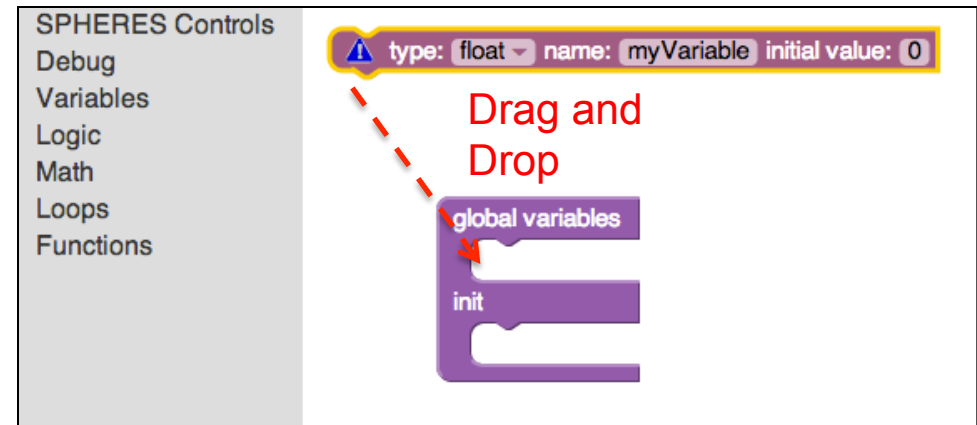 SPHERES Controls
Debug
Variables
Logic
Math
Loops
Functions
type: float name: myVariable initial value: 0
Drag and
Drop
global variables
init